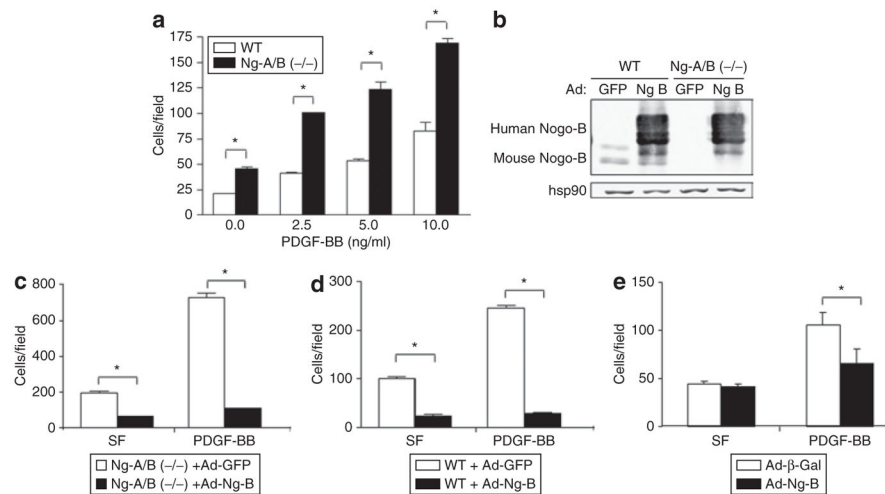 a
175
150
125
100
75
50
25
0
Cells/field
WT
Ng-A/B (−/−)
*
*
*
*
0.0 2.5 5.0 10.0
PDGF-BB (ng/ml)
b
WT Ng-A/B (−/−)
Ad: GFP Ng B GFP Ng B
Human Nogo-B
Mouse Nogo-B
hsp90
c
800
600
400
200
0
Cells/field
*
*
SF PDGF-BB
Ng-A/B (−/−) +Ad-GFP
Ng-A/B (−/−) +Ad-Ng-B
d
300
200
100
0
Cells/field
*
*
SF PDGF-BB
WT + Ad-GFP
WT + Ad-Ng-B
e
150
100
50
0
Cells/field
*
SF PDGF-BB
Ad-β-Gal
Ad-Ng-B